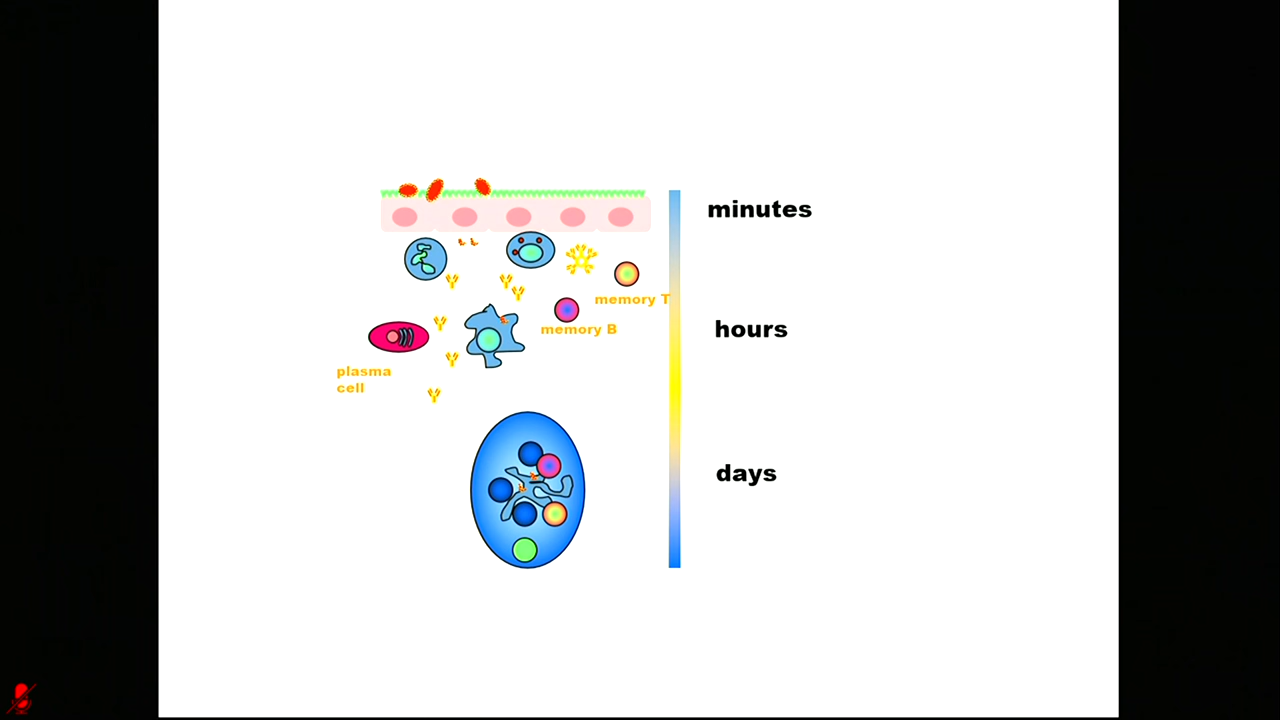 minutes
memory T
memory B
hours
plasma
cell
days